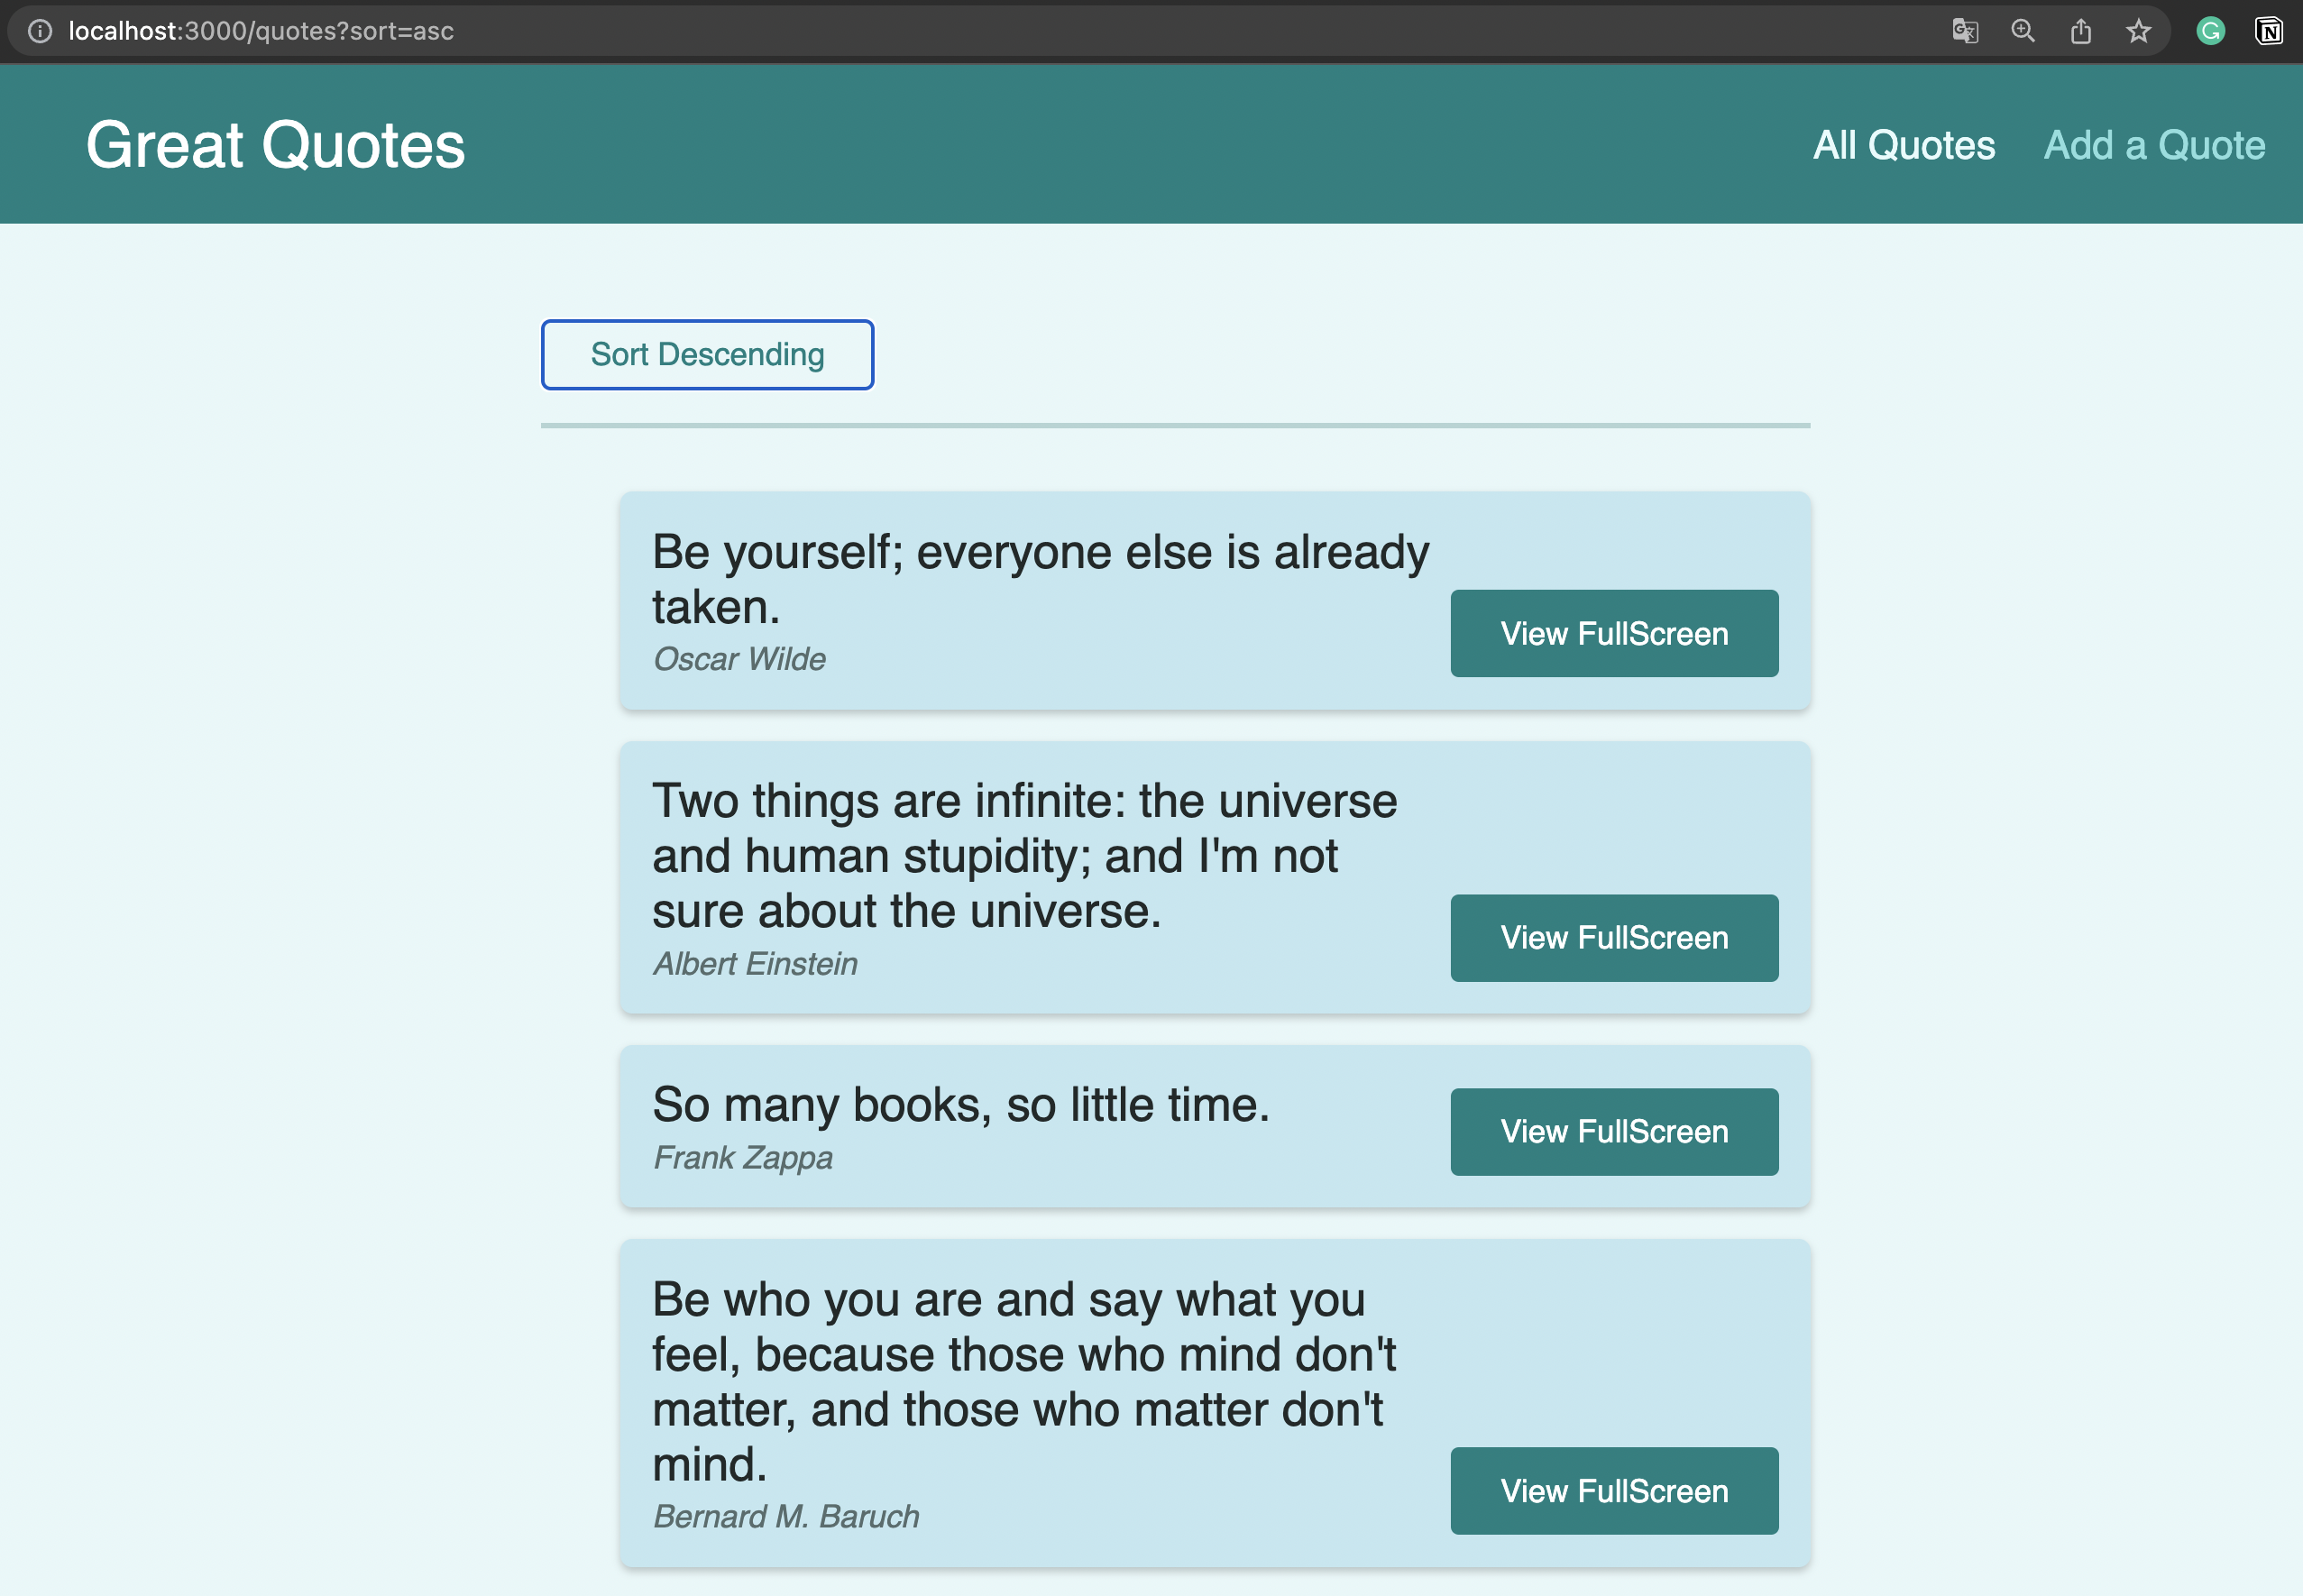 localhost:3000/quotes?sort=asc
Great Quotes
All Quotes
Add a Quote
Sort Descending
Be yourself; everyone else is already
taken.
Oscar Wilde
View FullScreen
Two things are infinite: the universe
and human stupidity; and I'm not
sure about the universe.
Albert Einstein
View FullScreen
So many books, so little time.
Frank Zappa
View FullScreen
Be who you are and say what you
feel, because those who mind don't
matter, and those who matter don't
mind.
Bernard M. Baruch
View FullScreen